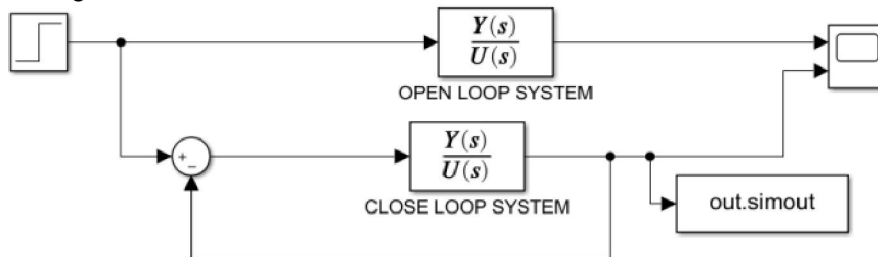 Y(s)
U(s)
OPEN LOOP SYSTEM
+
−
Y(s)
U(s)
CLOSE LOOP SYSTEM
out.simout